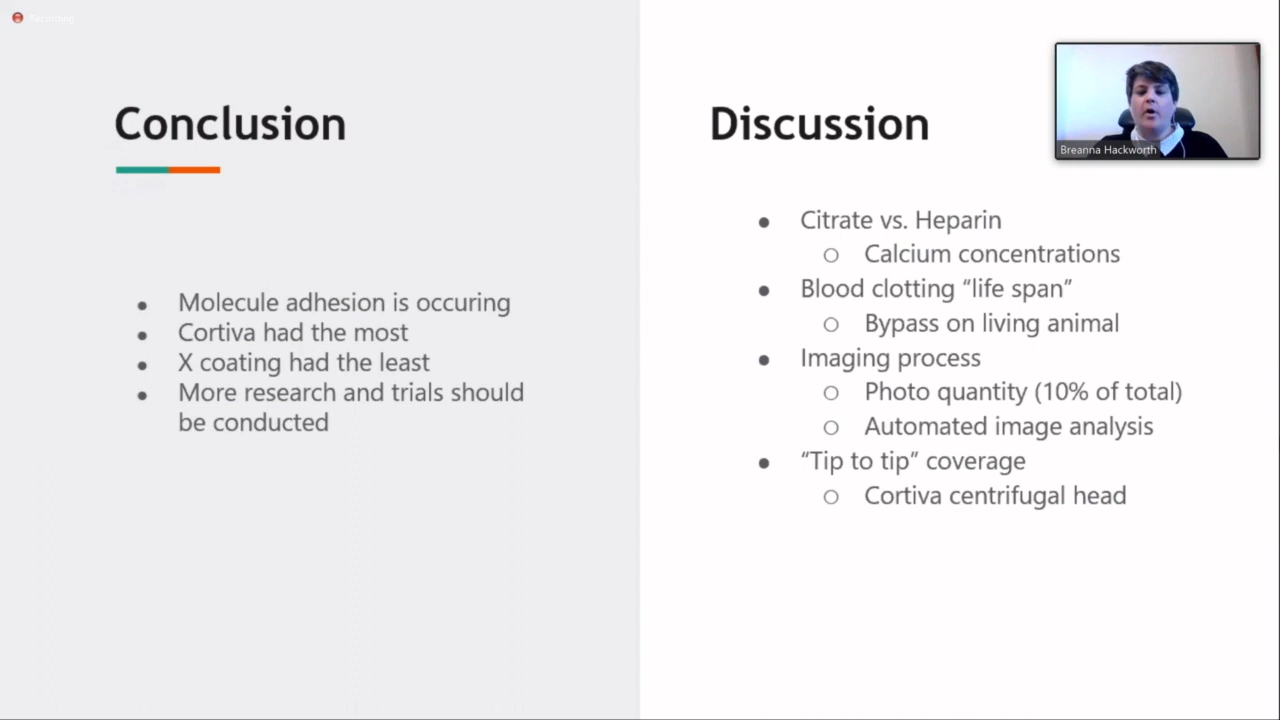 Recording
Conclusion
Molecule adhesion is occuring
Cortiva had the most
X coating had the least
More research and trials should
be conducted
Discussion
Citrate vs. Heparin
Calcium concentrations
Blood clotting “life span”
Bypass on living animal
Imaging process
Photo quantity (10% of total)
Automated image analysis
“Tip to tip” coverage
Cortiva centrifugal head
Breanna Hackworth